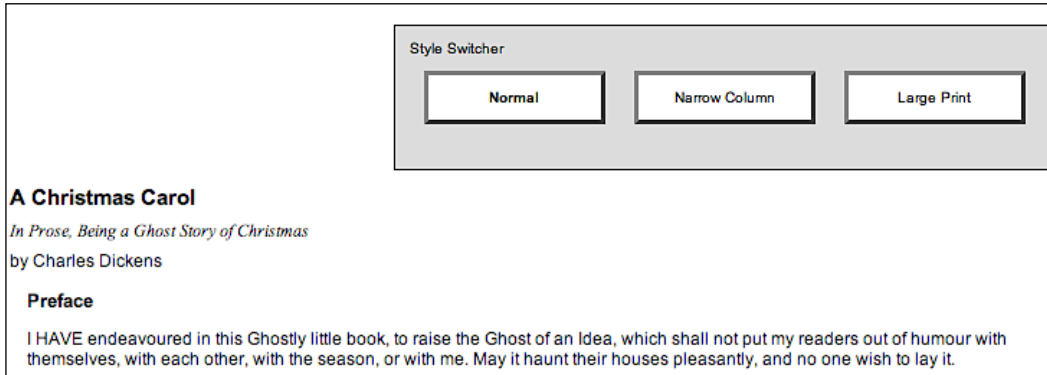 Style Switcher
Normal
Narrow Column
Large Print
A Christmas Carol
In Prose, Being a Ghost Story of Christmas
by Charles Dickens
Preface
I HAVE endeavoured in this Ghostly little book, to raise the Ghost of an Idea, which shall not put my readers out of humour with
themselves, with each other, with the season, or with me. May it haunt their houses pleasantly, and no one wish to lay it.